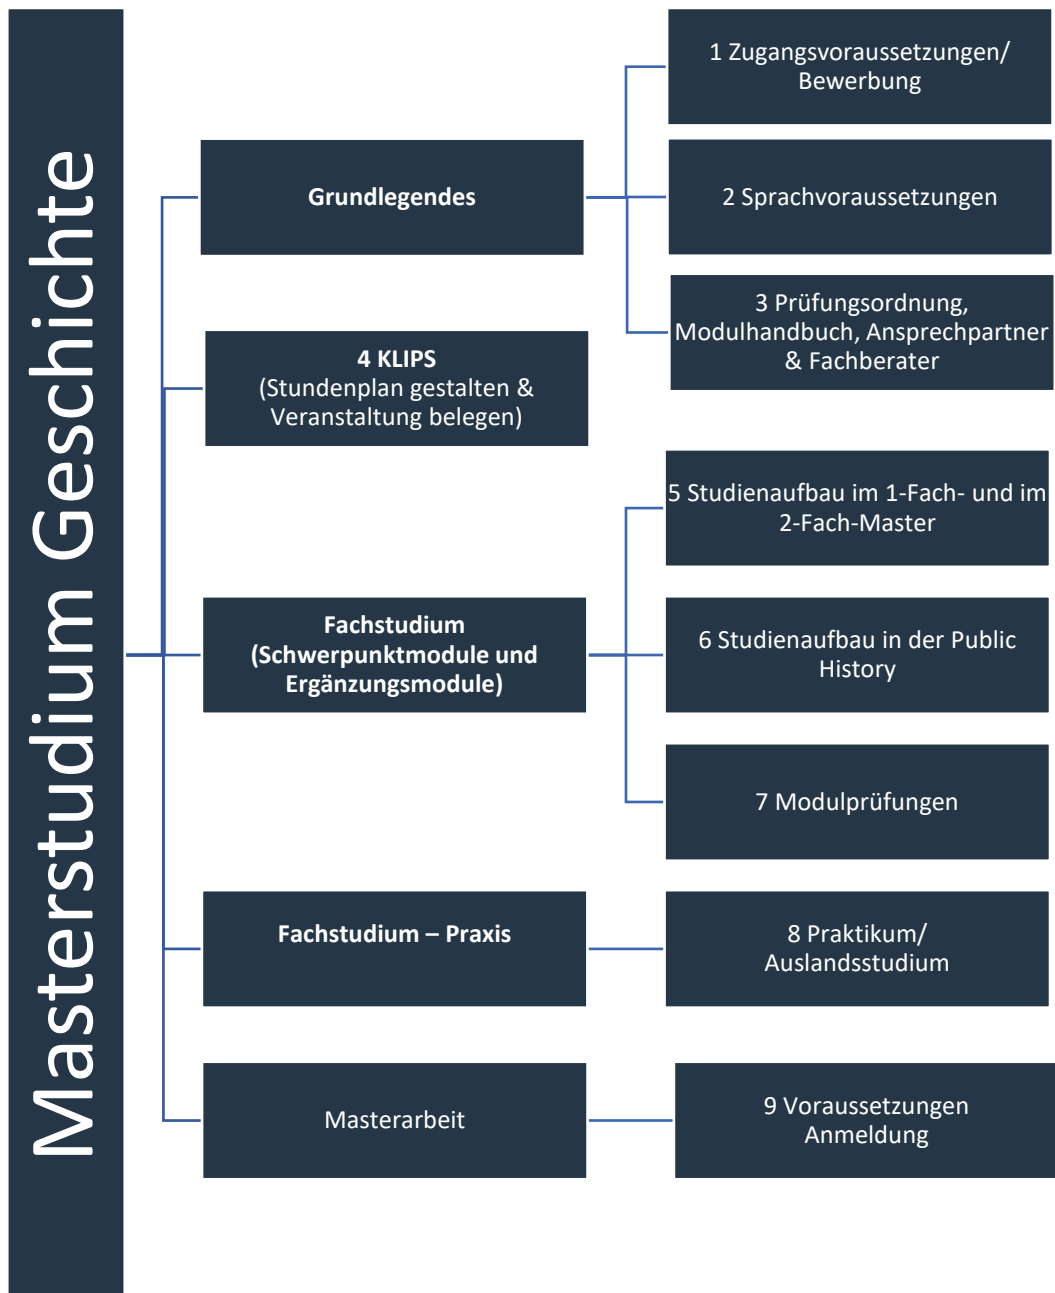 Masterstudium Geschichte
Grundlegendes
1 Zugangsvoraussetzungen/
Bewerbung
2 Sprachvoraussetzungen
3 Prüfungsordnung,
Modulhandbuch, Ansprechpartner
& Fachberater
4 KLIPS
(Stundenplan gestalten &
Veranstaltung belegen)
Fachstudium
(Schwerpunktmodule und
Ergänzungsmodule)
5 Studienaufbau im 1-Fach- und im
2-Fach-Master
6 Studienaufbau in der Public
History
7 Modulprüfungen
Fachstudium – Praxis
8 Praktikum/
Auslandsstudium
Masterarbeit
9 Voraussetzungen
Anmeldung